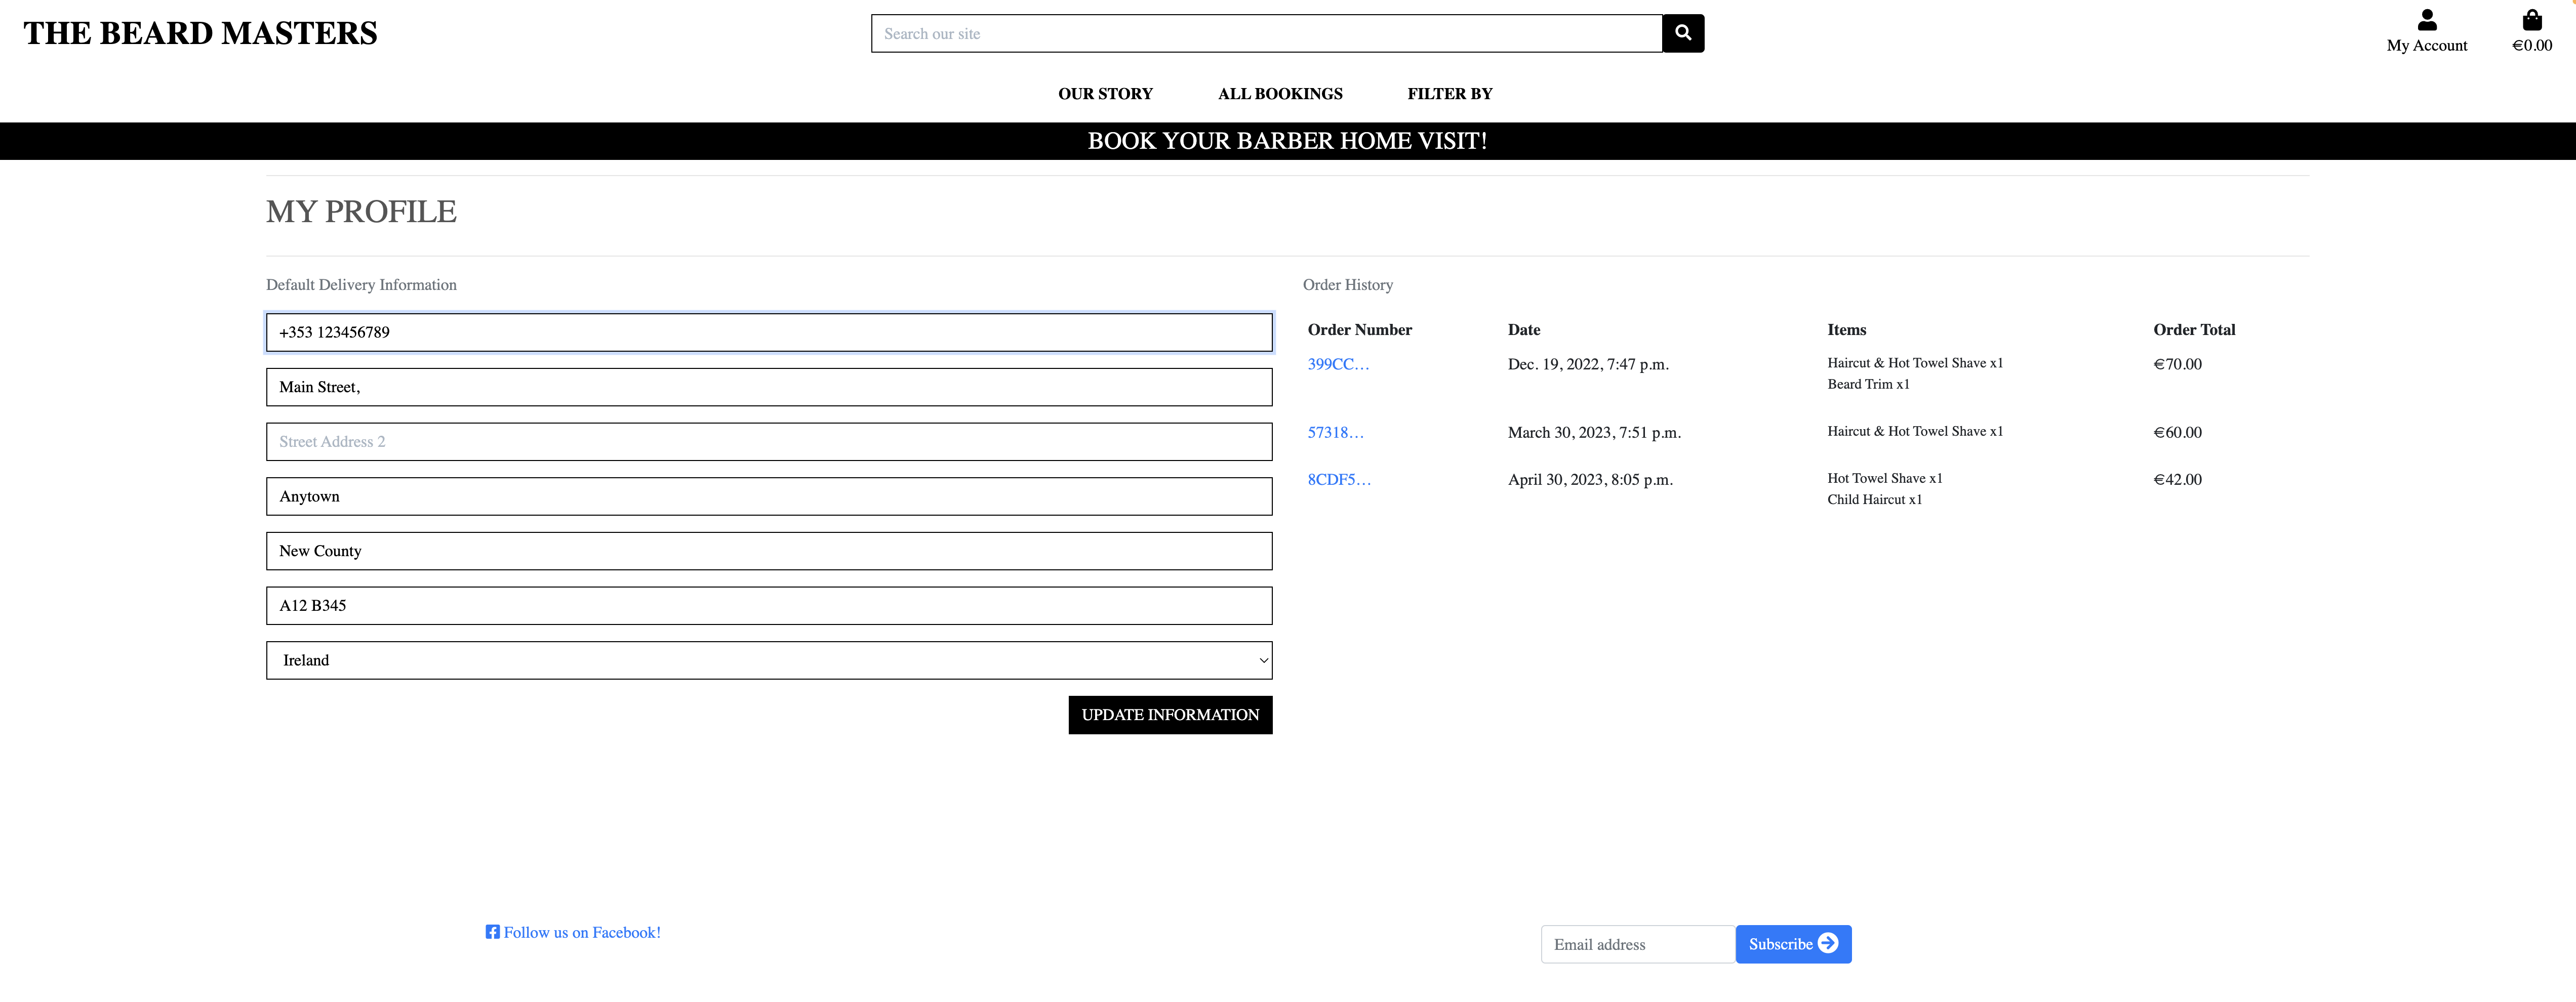 THE BEARD MASTERS
Search our site
My Account
€0.00
OUR STORY ALL BOOKINGS FILTER BY
BOOK YOUR BARBER HOME VISIT!
MY PROFILE
Default Delivery Information
+353 123456789
Main Street,
Street Address 2
Anytown
New County
A12 B345
Ireland
UPDATE INFORMATION
Order History
Order Number Date Items Order Total
399CC... Dec. 19, 2022, 7:47 p.m. Haircut & Hot Towel Shave x1 €70.00
Beard Trim x1
57318... March 30, 2023, 7:51 p.m. Haircut & Hot Towel Shave x1 €60.00
8CDF5... April 30, 2023, 8:05 p.m. Hot Towel Shave x1 €42.00
Child Haircut x1
Follow us on Facebook!
Email address Subscribe